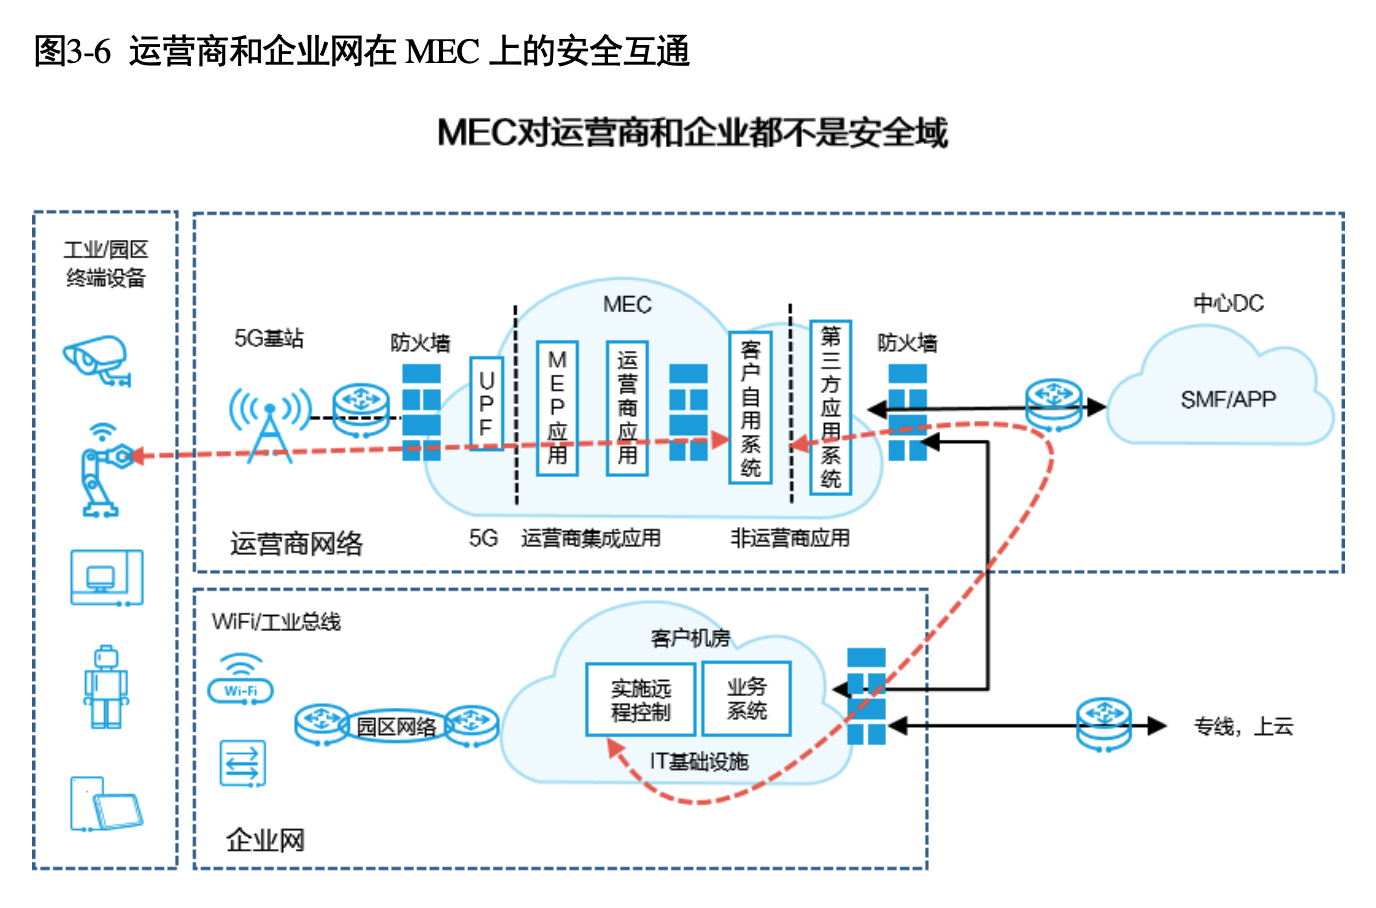 图3-6 运营商和企业网在 MEC 上的安全互通
MEC对运营商和企业都不是安全域
工业/园区
终端设备
5G基站
防火墙
UPF
MEC
MEP应用
运营商应用
客户自用系统
第三方应用系统
防火墙
中心DC
SMF/APP
运营商网络
5G
运营商集成应用
非运营商应用
WiFi/工业总线
Wi-Fi
园区网络
客户机房
实施远
程控制
业务
系统
IT基础设施
专线，上云
企业网